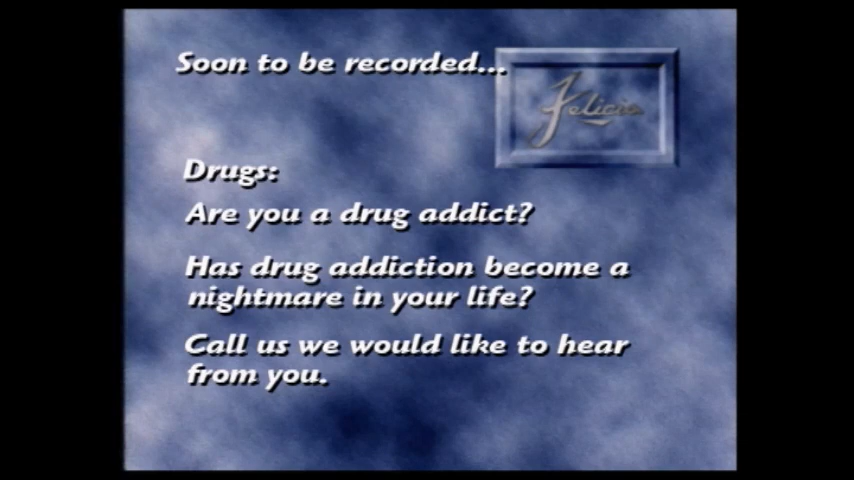 Soon to be recorded...
Felicia
Drugs:
Are you a drug addict?
Has drug addiction become a
nightmare in your life?
Call us we would like to hear
from you.